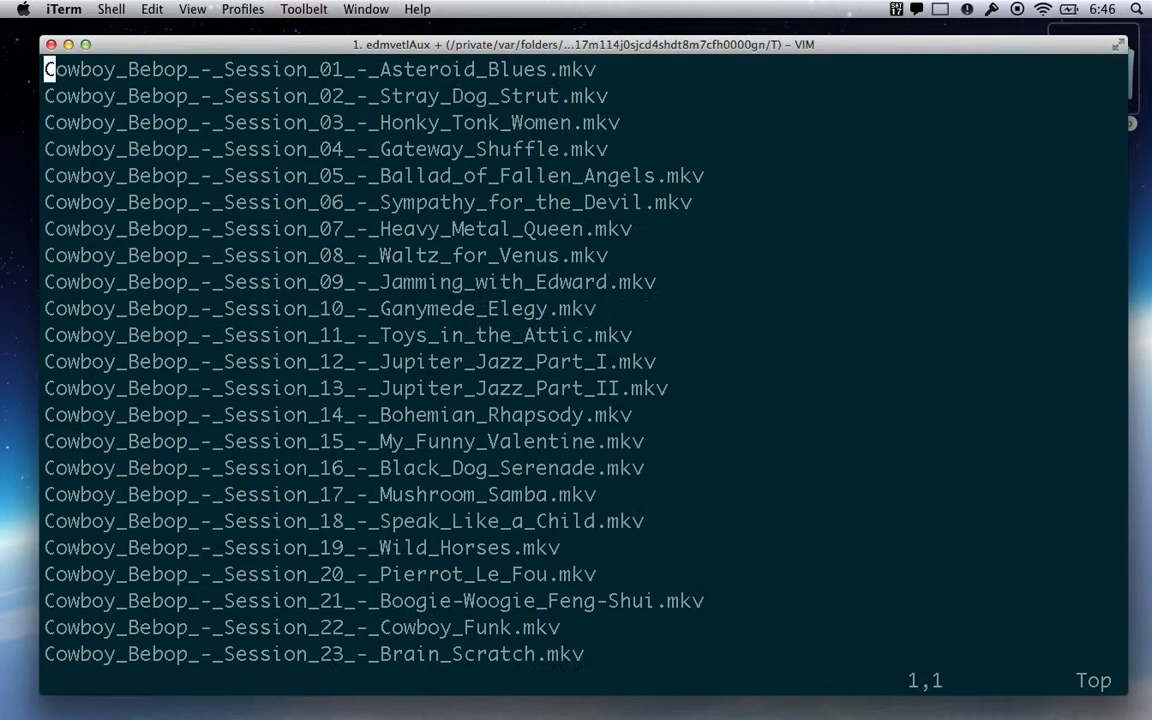 iTerm Shell Edit View Profiles Toolbelt Window Help 6:46
1. edmvetlAux + (/private/var/folders/...17m114j0sjcd4shdt8m7cfh0000gn/T) - VIM
Cowboy_Bebop_-_Session_01_-_Asteroid_Blues.mkv
Cowboy_Bebop_-_Session_02_-_Stray_Dog_Strut.mkv
Cowboy_Bebop_-_Session_03_-_Honky_Tonk_Women.mkv
Cowboy_Bebop_-_Session_04_-_Gateway_Shuffle.mkv
Cowboy_Bebop_-_Session_05_-_Ballad_of_Fallen_Angels.mkv
Cowboy_Bebop_-_Session_06_-_Sympathy_for_the_Devil.mkv
Cowboy_Bebop_-_Session_07_-_Heavy_Metal_Queen.mkv
Cowboy_Bebop_-_Session_08_-_Waltz_for_Venus.mkv
Cowboy_Bebop_-_Session_09_-_Jamming_with_Edward.mkv
Cowboy_Bebop_-_Session_10_-_Ganymede_Elegy.mkv
Cowboy_Bebop_-_Session_11_-_Toys_in_the_Attic.mkv
Cowboy_Bebop_-_Session_12_-_Jupiter_Jazz_Part_I.mkv
Cowboy_Bebop_-_Session_13_-_Jupiter_Jazz_Part_II.mkv
Cowboy_Bebop_-_Session_14_-_Bohemian_Rhapsody.mkv
Cowboy_Bebop_-_Session_15_-_My_Funny_Valentine.mkv
Cowboy_Bebop_-_Session_16_-_Black_Dog_Serenade.mkv
Cowboy_Bebop_-_Session_17_-_Mushroom_Samba.mkv
Cowboy_Bebop_-_Session_18_-_Speak_Like_a_Child.mkv
Cowboy_Bebop_-_Session_19_-_Wild_Horses.mkv
Cowboy_Bebop_-_Session_20_-_Pierrot_Le_Fou.mkv
Cowboy_Bebop_-_Session_21_-_Boogie-Woogie_Feng-Shui.mkv
Cowboy_Bebop_-_Session_22_-_Cowboy_Funk.mkv
Cowboy_Bebop_-_Session_23_-_Brain_Scratch.mkv
1,1 Top